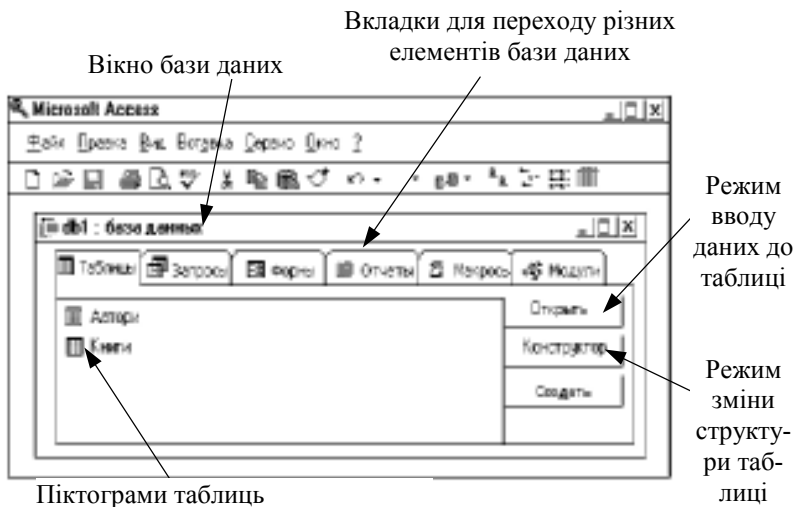 Вкладки для переходу різних
елементів бази даних
Вікно бази даних
Microsoft Access
Файл Правка Вид Вставка Сервис Окно ?
db1 : база данных
Таблицы Запросы Формы Отчеты Макросы Модули
Автори
Книги
Открыть
Конструктор
Создать
Режим
вводу
даних до
таблиці
Режим
зміни
структу-
ри таб-
лиці
Піктограми таблиць